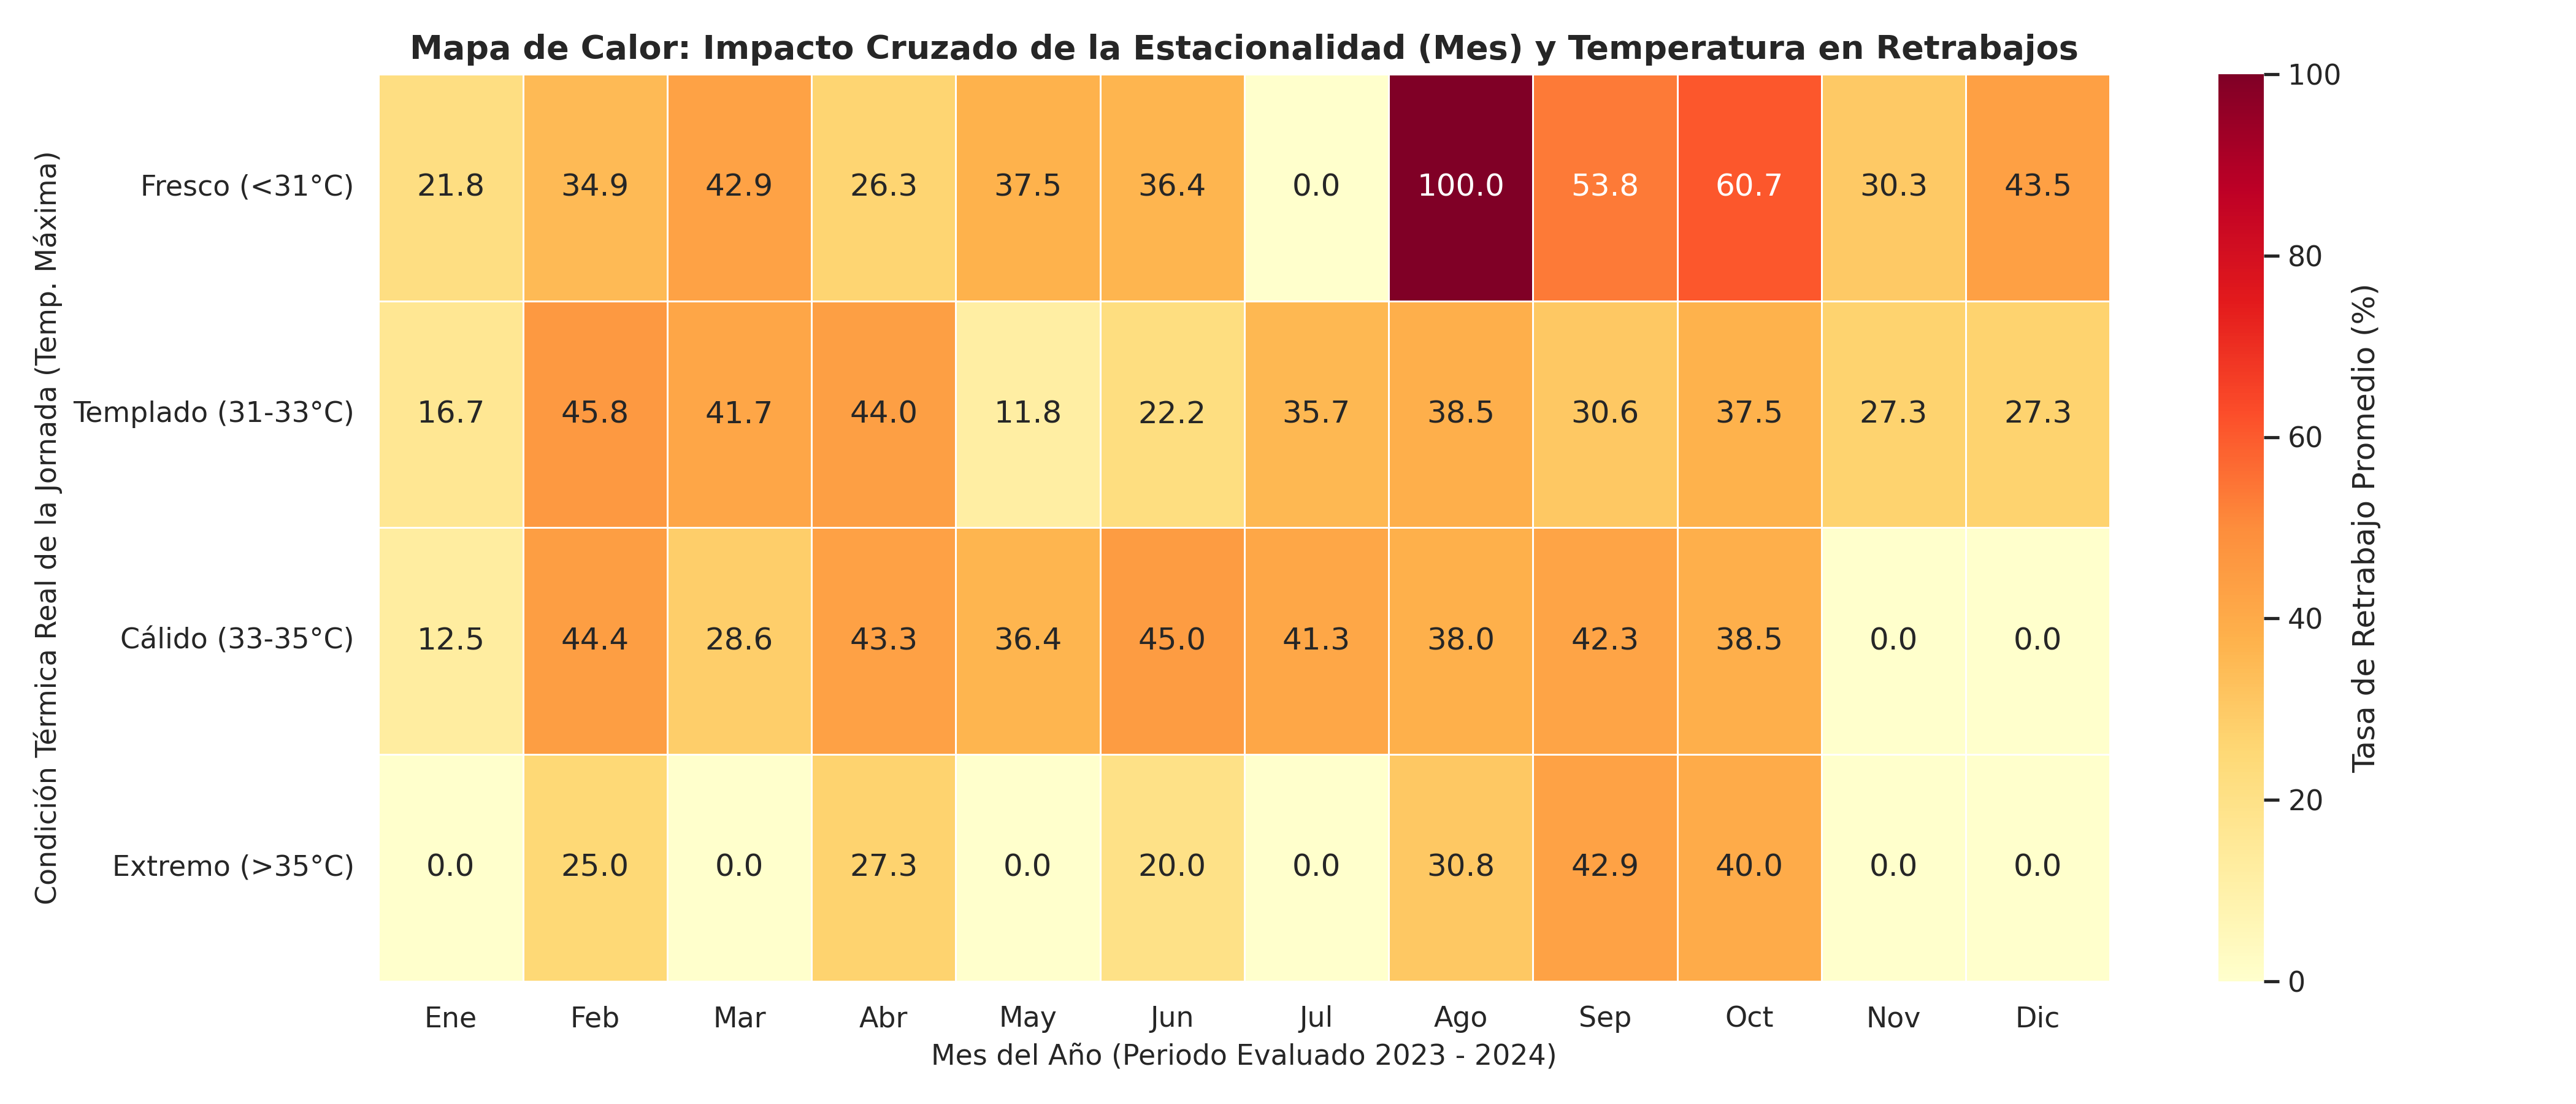 Mapa de Calor: Impacto Cruzado de la Estacionalidad (Mes) y Temperatura en Retrabajos
Condición Térmica Real de la Jornada (Temp. Máxima)
Fresco (<31°C) 21.8 34.9 42.9 26.3 37.5 36.4 0.0 100.0 53.8 60.7 30.3 43.5
Templado (31-33°C) 16.7 45.8 41.7 44.0 11.8 22.2 35.7 38.5 30.6 37.5 27.3 27.3
Cálido (33-35°C) 12.5 44.4 28.6 43.3 36.4 45.0 41.3 38.0 42.3 38.5 0.0 0.0
Extremo (>35°C) 0.0 25.0 0.0 27.3 0.0 20.0 0.0 30.8 42.9 40.0 0.0 0.0
Ene Feb Mar Abr May Jun Jul Ago Sep Oct Nov Dic
Mes del Año (Periodo Evaluado 2023 - 2024)
100
80
60
40
20
0
Tasa de Retrabajo Promedio (%)